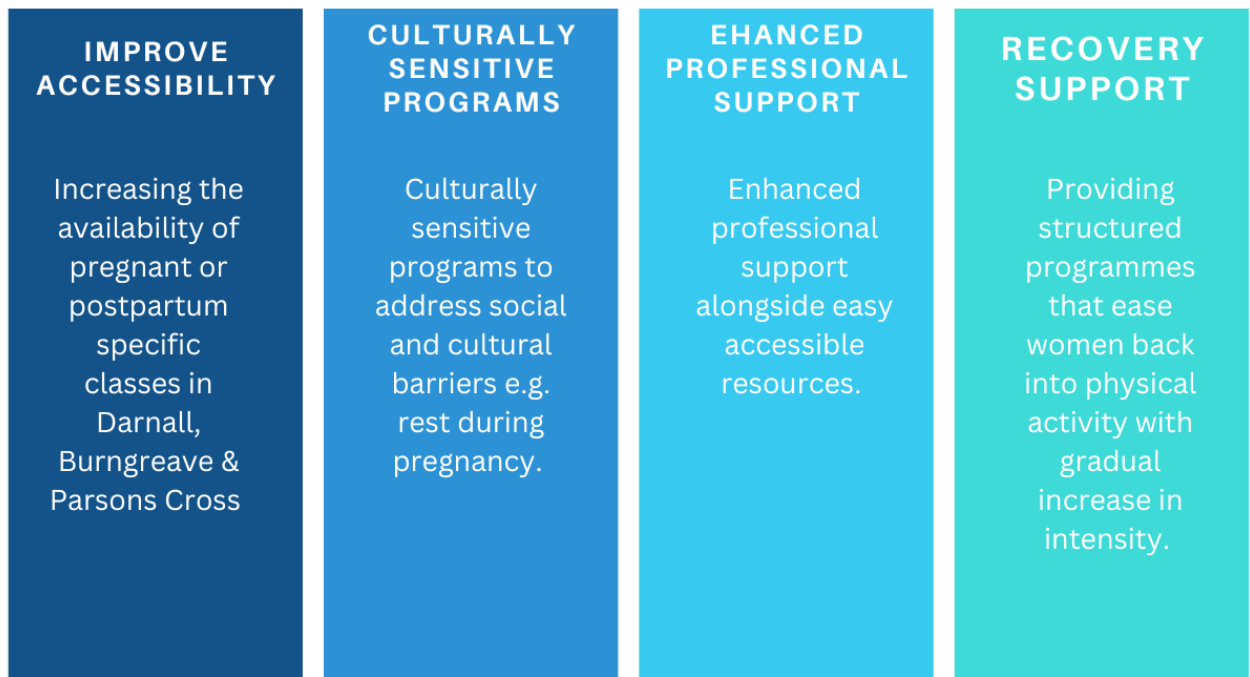 IMPROVE
ACCESSIBILITY
Increasing the
availability of
pregnant or
postpartum
specific
classes in
Darnall,
Burngreave &
Parsons Cross
CULTURALLY
SENSITIVE
PROGRAMS
Culturally
sensitive
programs to
address social
and cultural
barriers e.g.
rest during
pregnancy.
EHANCED
PROFESSIONAL
SUPPORT
Enhanced
professional
support
alongside easy
accessible
resources.
RECOVERY
SUPPORT
Providing
structured
programmes
that ease
women back
into physical
activity with
gradual
increase in
intensity.